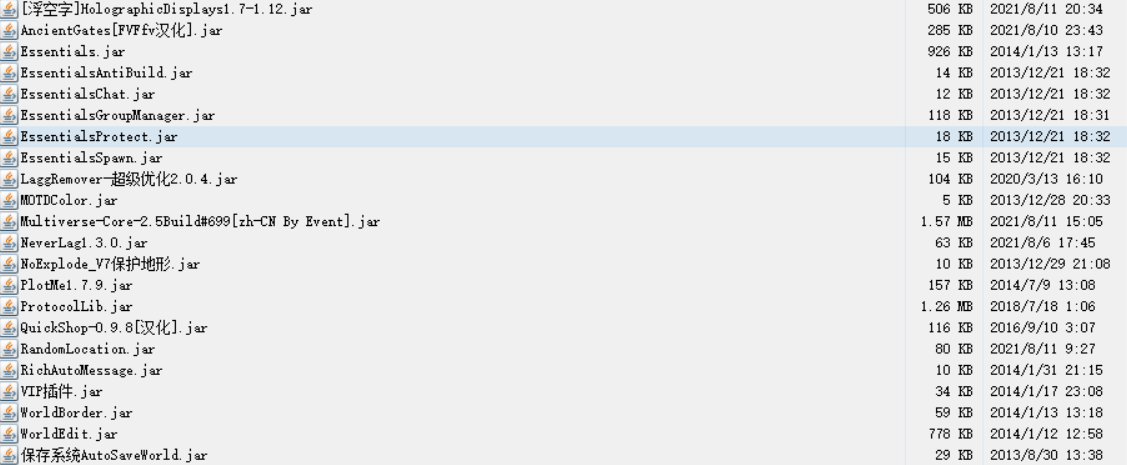 [浮空字]HolographicDisplays1.7-1.12.jar 506 KB 2021/8/11 20:34
AncientGates[FVFfv汉化].jar 285 KB 2021/8/10 23:43
Essentials.jar 926 KB 2014/1/13 13:17
EssentialsAntiBuild.jar 14 KB 2013/12/21 18:32
EssentialsChat.jar 12 KB 2013/12/21 18:32
EssentialsGroupManager.jar 118 KB 2013/12/21 18:31
EssentialsProtect.jar 18 KB 2013/12/21 18:32
EssentialsSpawn.jar 15 KB 2013/12/21 18:32
LaggRemover-超级优化2.0.4.jar 104 KB 2020/3/13 16:10
MOTDColor.jar 5 KB 2013/12/28 20:33
Multiverse-Core-2.5Build#699[zh-CN By Event].jar 1.57 MB 2021/8/11 15:05
NeverLag1.3.0.jar 63 KB 2021/8/6 17:45
NoExplode_V7保护地形.jar 10 KB 2013/12/29 21:08
PlotMe1.7.9.jar 157 KB 2014/7/9 13:08
ProtocolLib.jar 1.26 MB 2018/7/18 1:06
QuickShop-0.9.8[汉化].jar 116 KB 2016/9/10 3:07
RandomLocation.jar 80 KB 2021/8/11 9:27
RichAutoMessage.jar 10 KB 2014/1/31 21:15
VIP插件.jar 34 KB 2014/1/17 23:08
WorldBorder.jar 59 KB 2014/1/13 13:18
WorldEdit.jar 778 KB 2014/1/12 12:58
保存系统AutoSaveWorld.jar 29 KB 2013/8/30 13:38